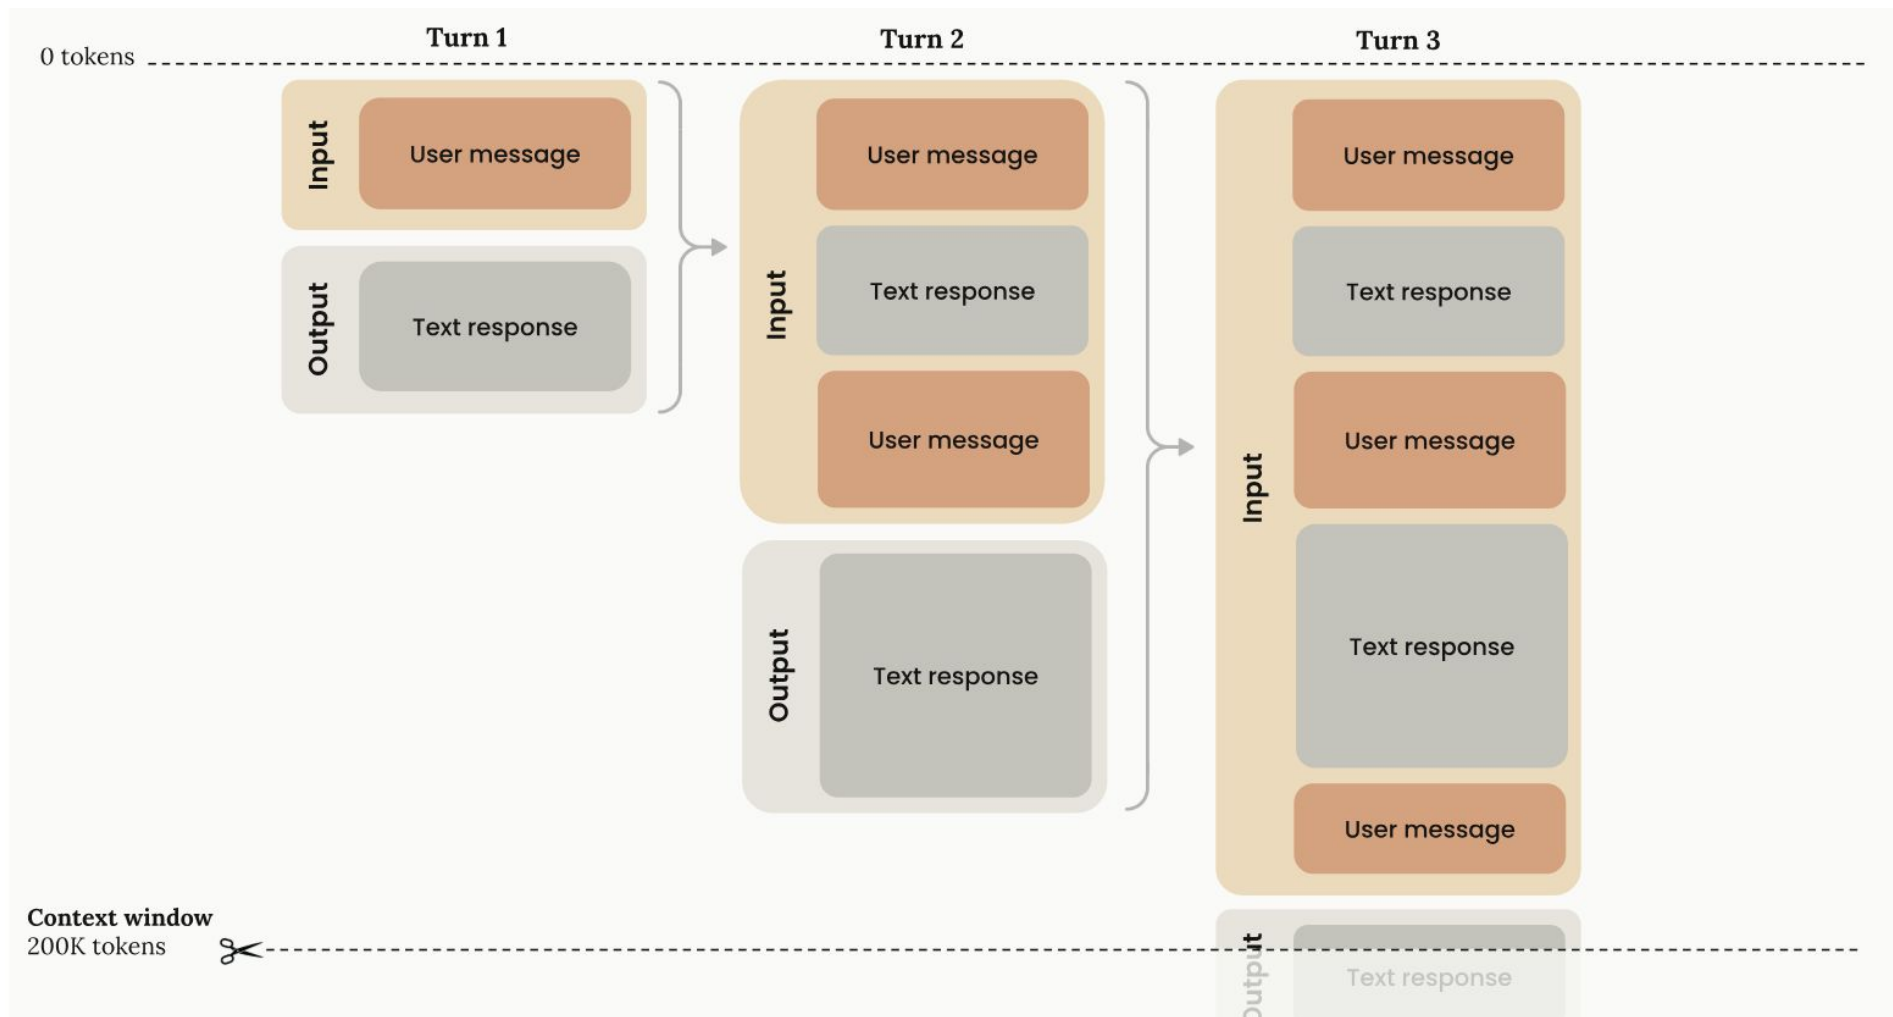 Turn 1
Turn 2
Turn 3
0 tokens
Input
User message
Output
Text response
Input
User message
Text response
User message
Output
Text response
Input
User message
Text response
User message
Text response
User message
Output
Text response
Context window
200K tokens